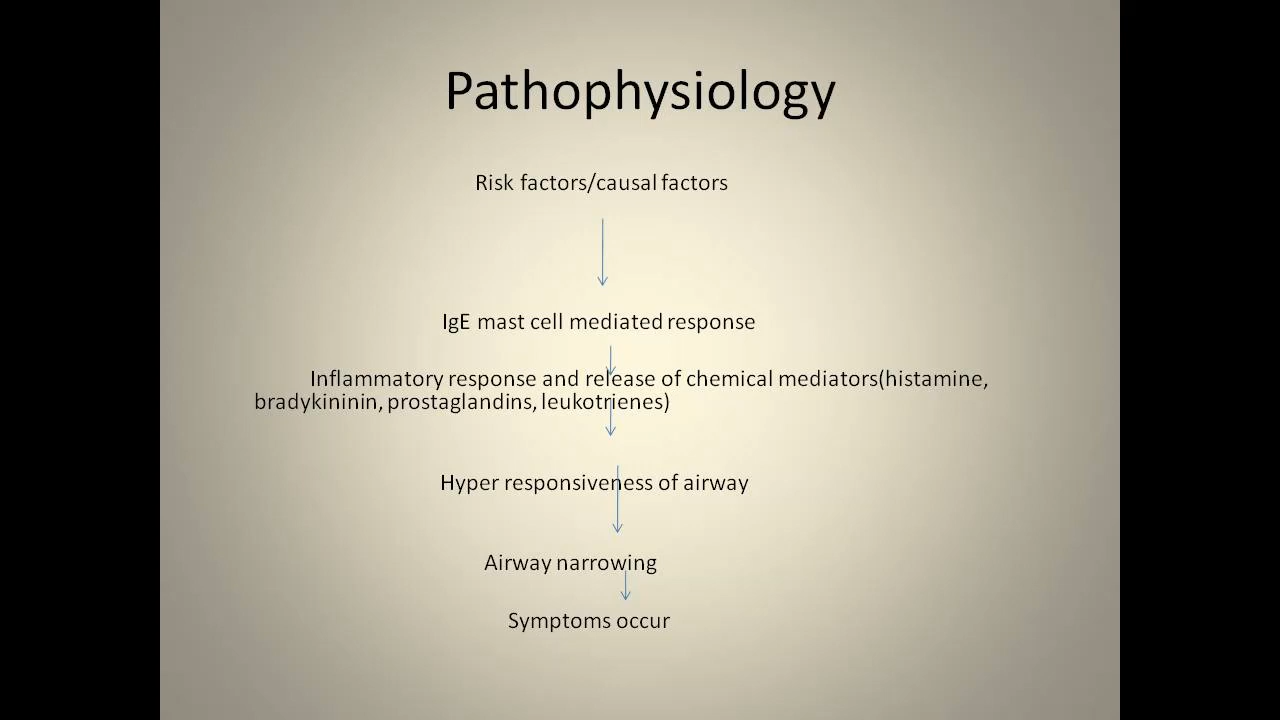 Pathophysiology
Risk factors/causal factors
IgE mast cell mediated response
Inflammatory response and release of chemical mediators(histamine,
bradykininin, prostaglandins, leukotrienes)
Hyper responsiveness of airway
Airway narrowing
Symptoms occur